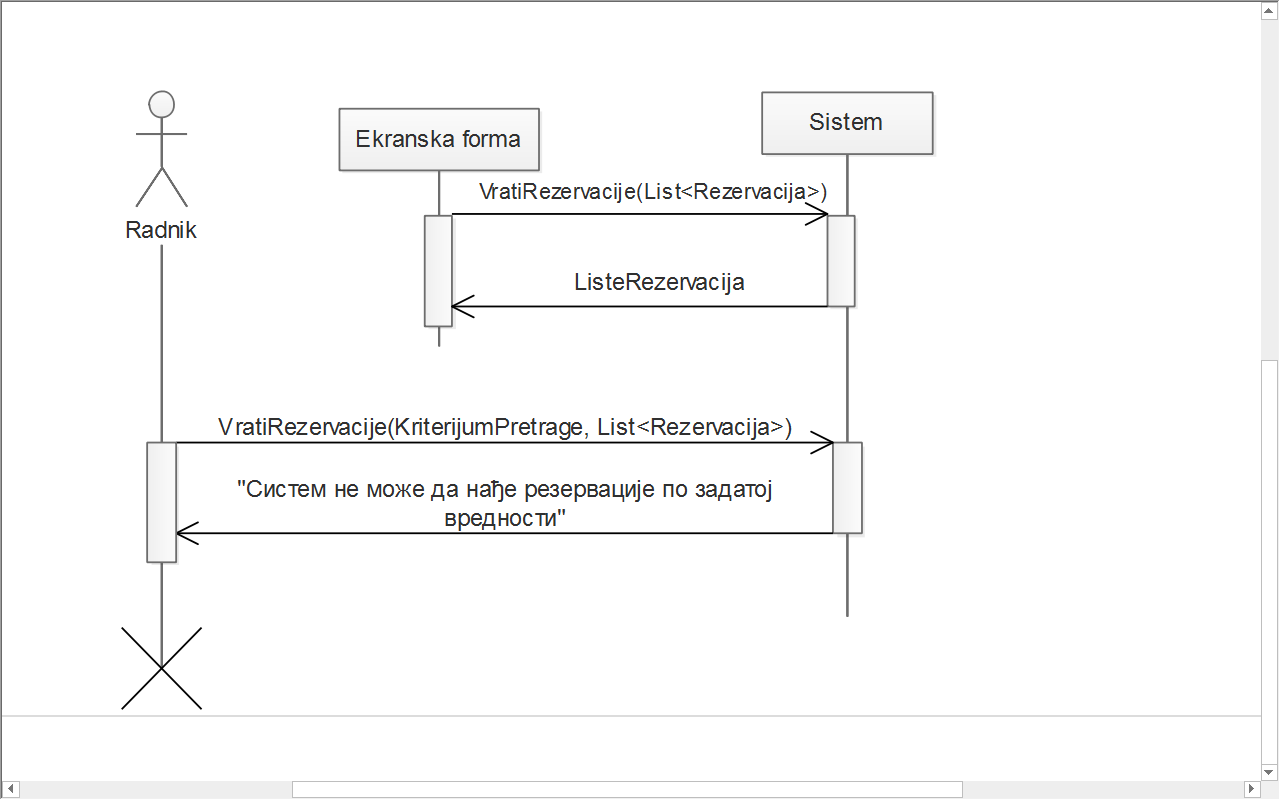 Sistem
Ekranska forma
VratiRezervacije(List<Rezervacija>)
Radnik
ListeRezervacija
VratiRezervacije(KriterijumPretrage, List<Rezervacija>)
"Систем не може да нађе резервације по задатој
вредности"